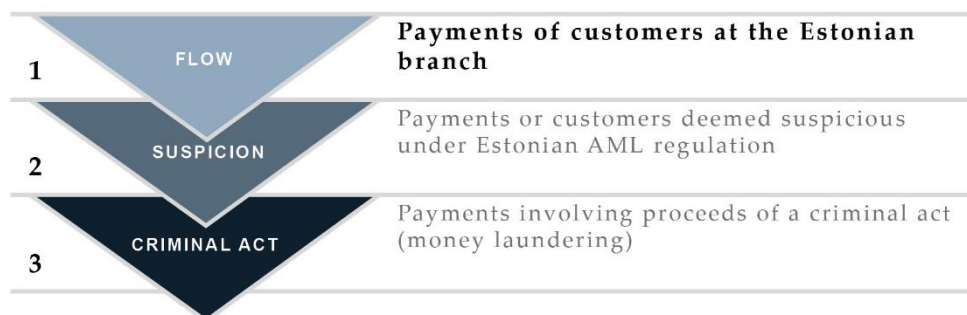 1
FLOW
Payments of customers at the Estonian
branch
2
SUSPICION
Payments or customers deemed suspicious
under Estonian AML regulation
3
CRIMINAL ACT
Payments involving proceeds of a criminal act
(money laundering)